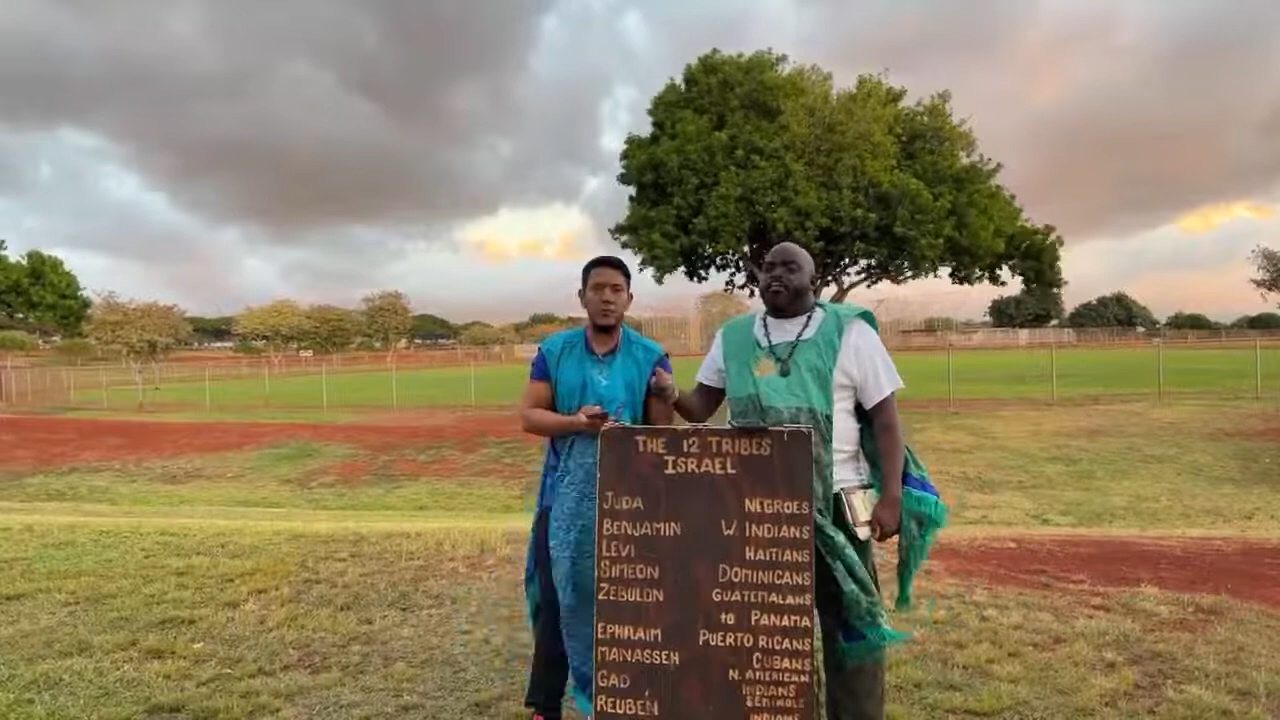 THE 12 TRIBES
ISRAEL
JUDA NEGROES
BENJAMIN W. INDIANS
LEVI HAITIANS
SIMEON DOMINICANS
ZEBULON GUATEMALANS
to PANAMA
EPHRAIM PUERTO RICANS
MANASSEH CUBANS
GAD N. AMERICAN
INDIANS
REUBEN SEMINOLE
INDIANS